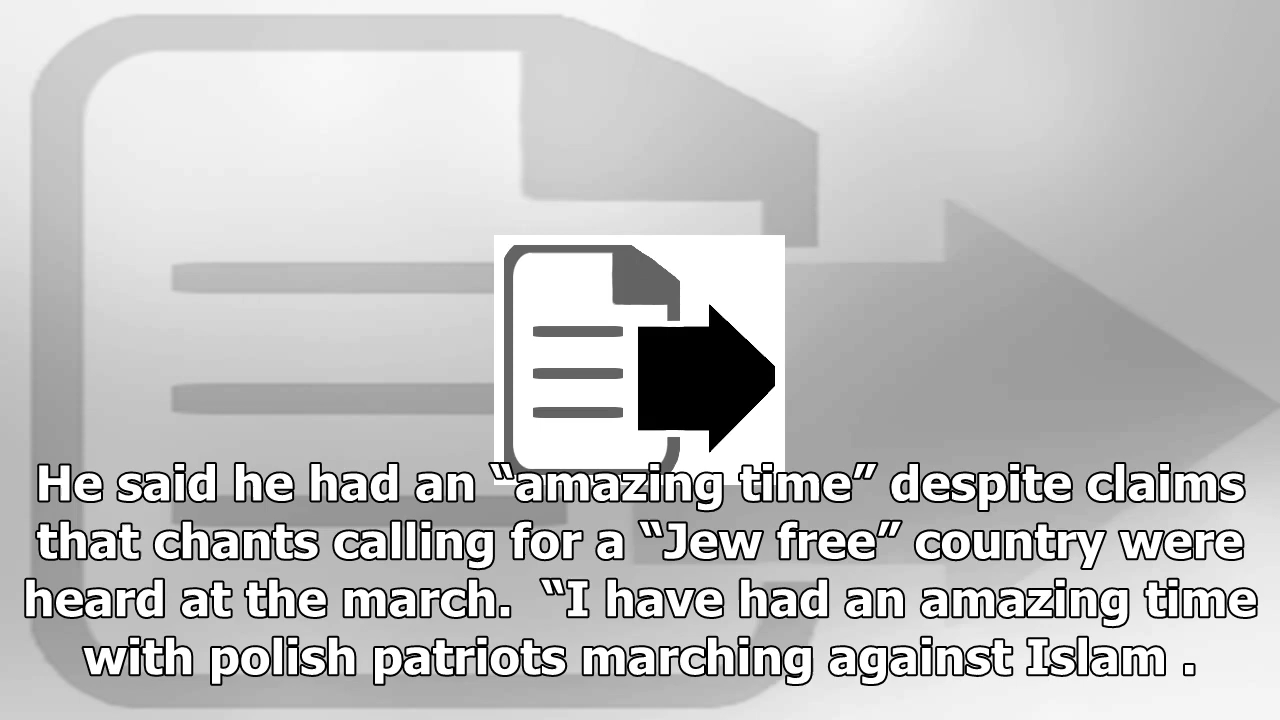 He said he had an “amazing time” despite claims
that chants calling for a “Jew free” country were
heard at the march.  “I have had an amazing time
with polish patriots marching against Islam .